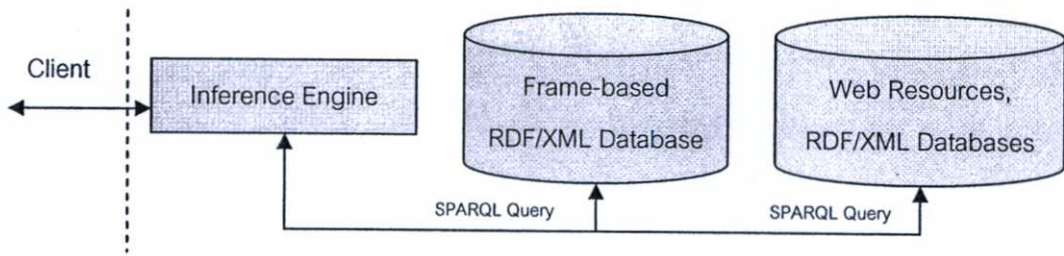 Client
Inference Engine
Frame-based
RDF/XML Database
Web Resources,
RDF/XML Databases
SPARQL Query
SPARQL Query